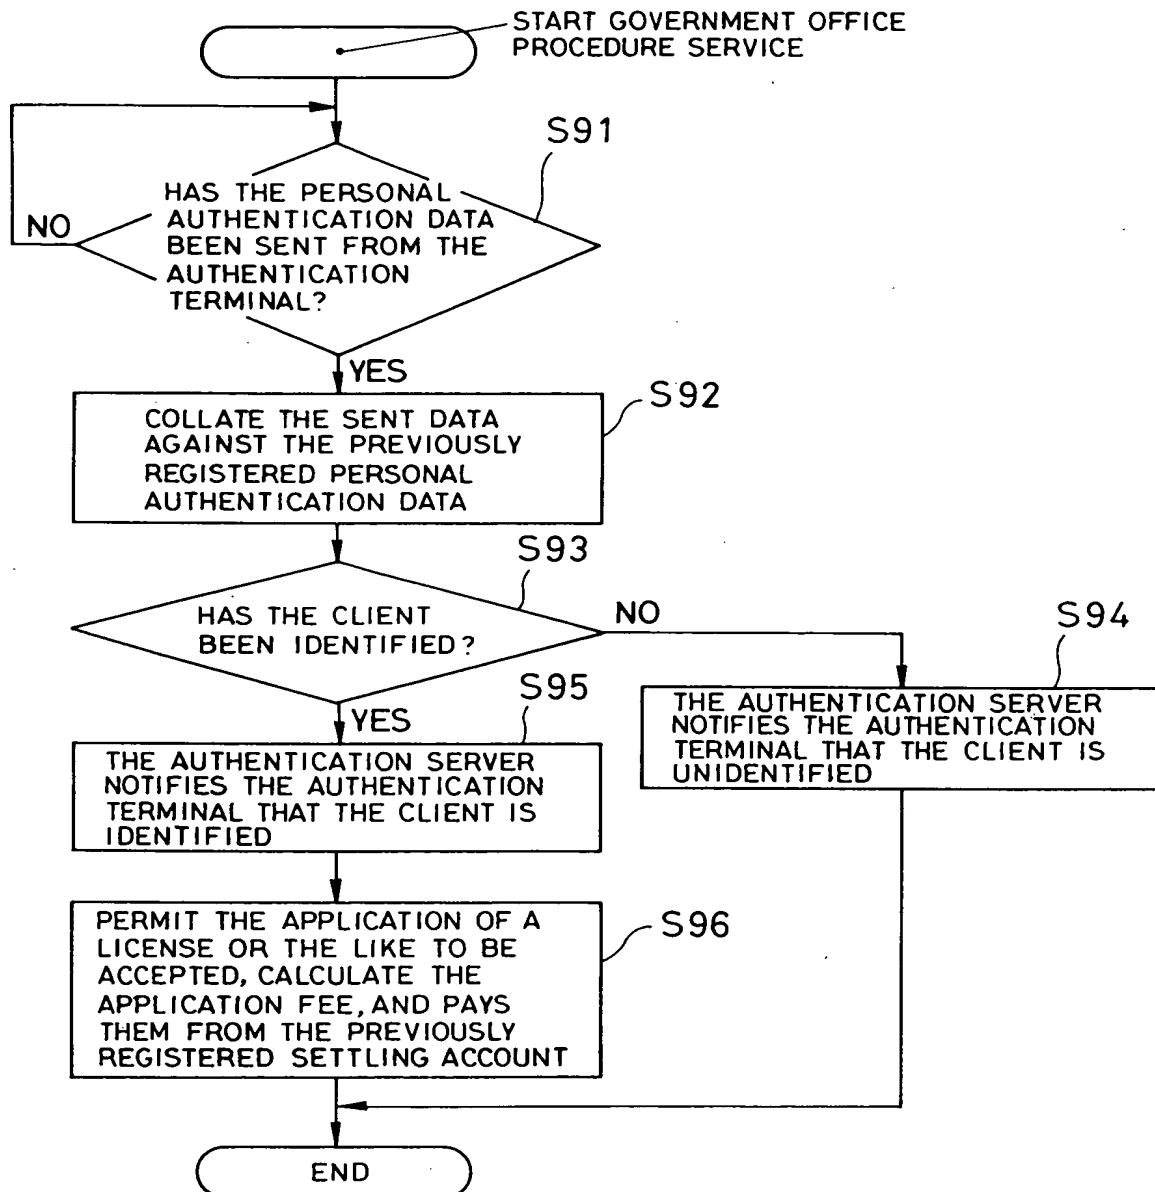 START GOVERNMENT OFFICE
PROCEDURE SERVICE
S91
HAS THE PERSONAL
AUTHENTICATION DATA
BEEN SENT FROM THE
AUTHENTICATION
TERMINAL?
NO
YES
S92
COLLATE THE SENT DATA
AGAINST THE PREVIOUSLY
REGISTERED PERSONAL
AUTHENTICATION DATA
S93
HAS THE CLIENT
BEEN IDENTIFIED?
NO
S94
THE AUTHENTICATION SERVER
NOTIFIES THE AUTHENTICATION
TERMINAL THAT THE CLIENT IS
UNIDENTIFIED
YES
S95
THE AUTHENTICATION SERVER
NOTIFIES THE AUTHENTICATION
TERMINAL THAT THE CLIENT IS
IDENTIFIED
S96
PERMIT THE APPLICATION OF A
LICENSE OR THE LIKE TO BE
ACCEPTED, CALCULATE THE
APPLICATION FEE, AND PAYS
THEM FROM THE PREVIOUSLY
REGISTERED SETTLING ACCOUNT
END